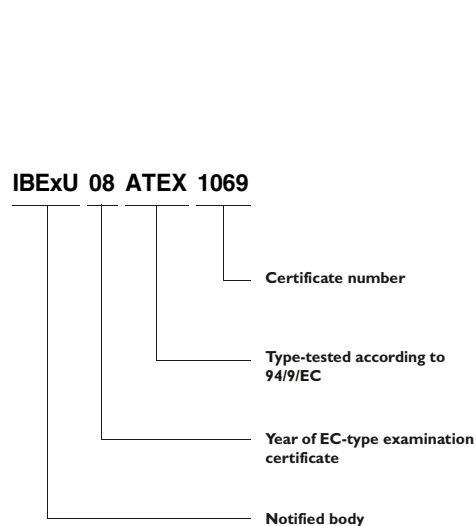 IBExU 08 ATEX 1069
Certificate number
Type-tested according to
94/9/EC
Year of EC-type examination
certificate
Notified body